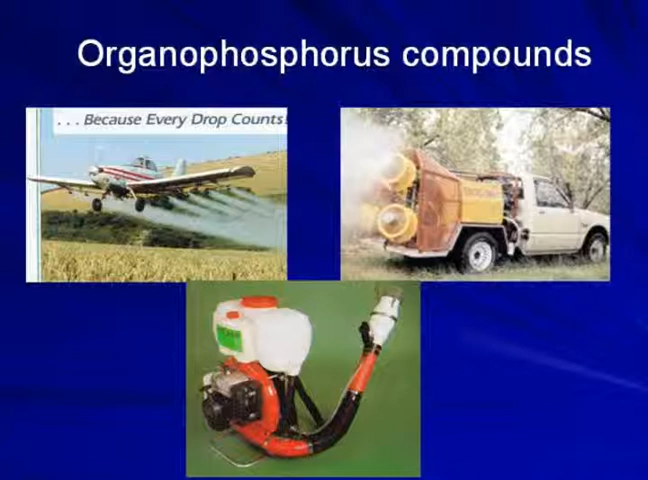 Organophosphorus compounds
. . . Because Every Drop Counts!